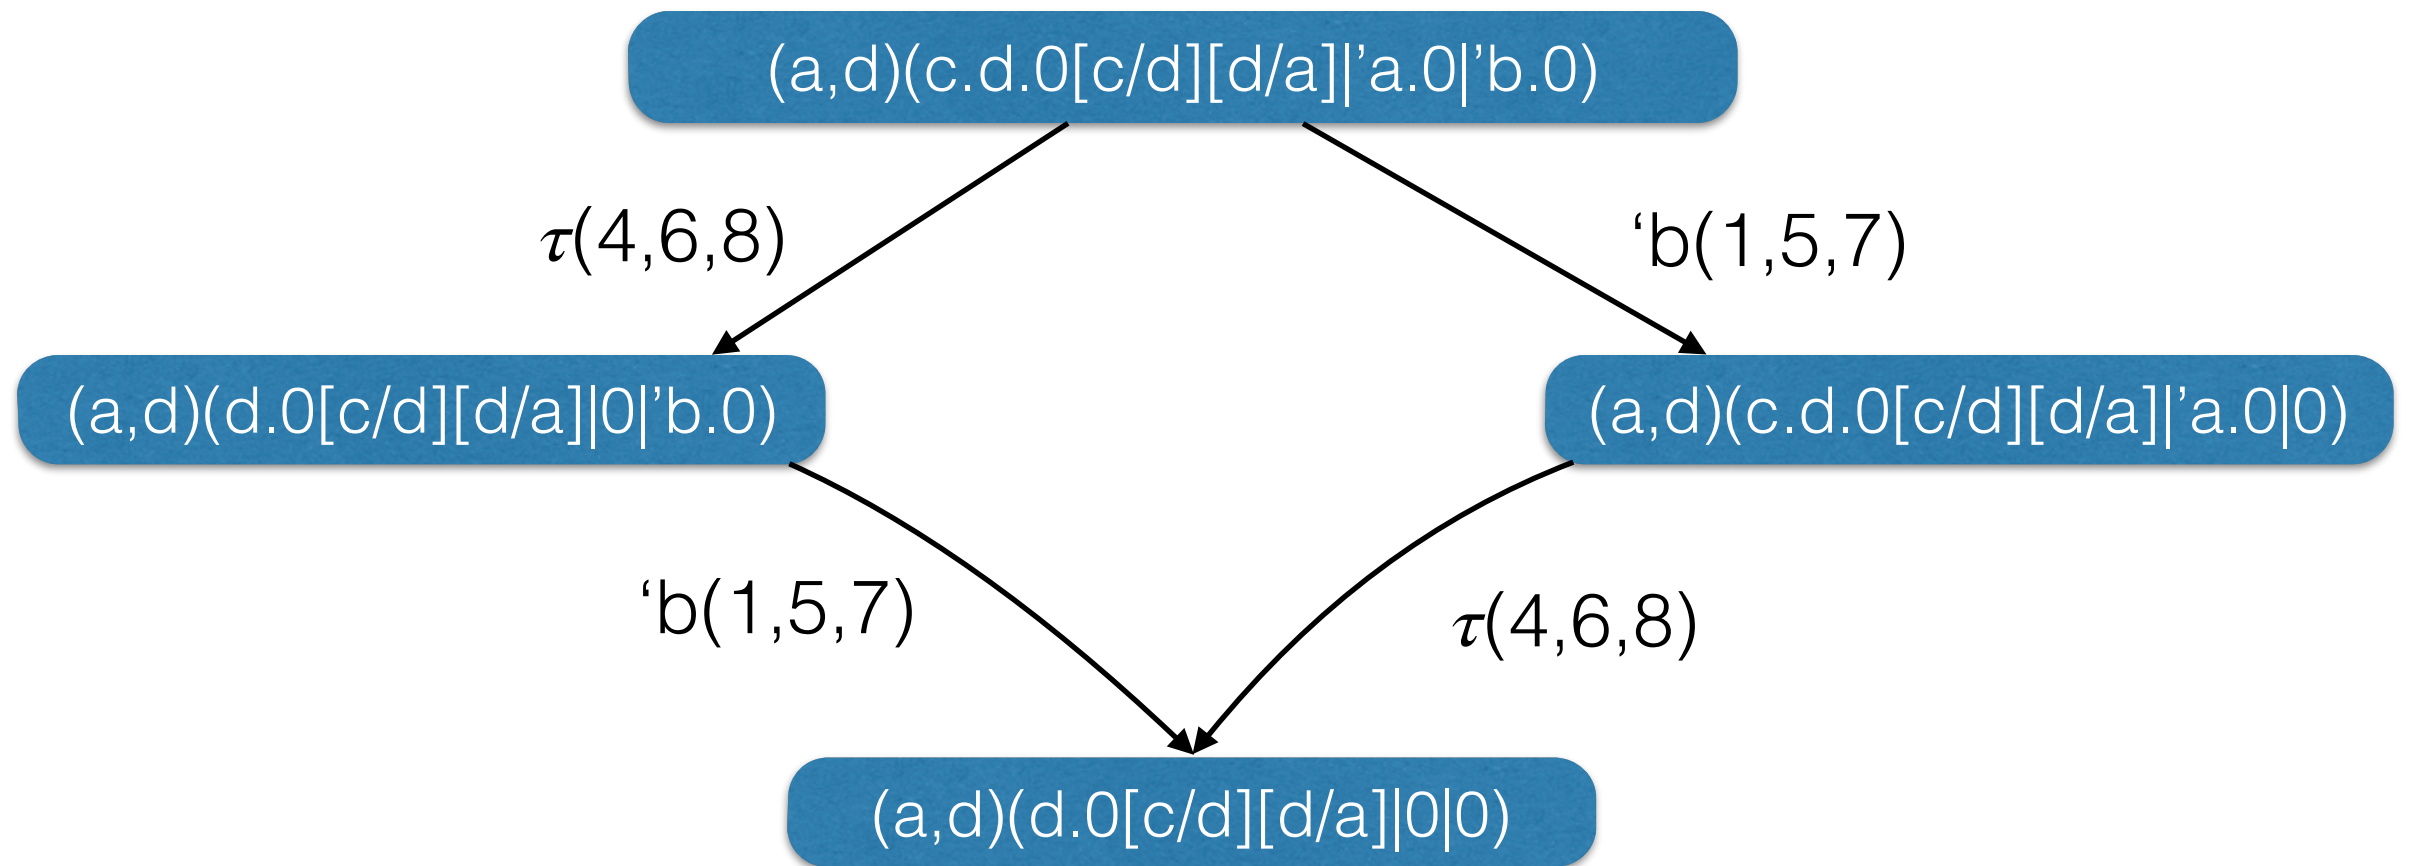 (a,d)(c.d.0[c/d][d/a]|’a.0|’b.0)
τ(4,6,8)
‘b(1,5,7)
(a,d)(d.0[c/d][d/a]|0|’b.0)
(a,d)(c.d.0[c/d][d/a]|’a.0|0)
‘b(1,5,7)
τ(4,6,8)
(a,d)(d.0[c/d][d/a]|0|0)